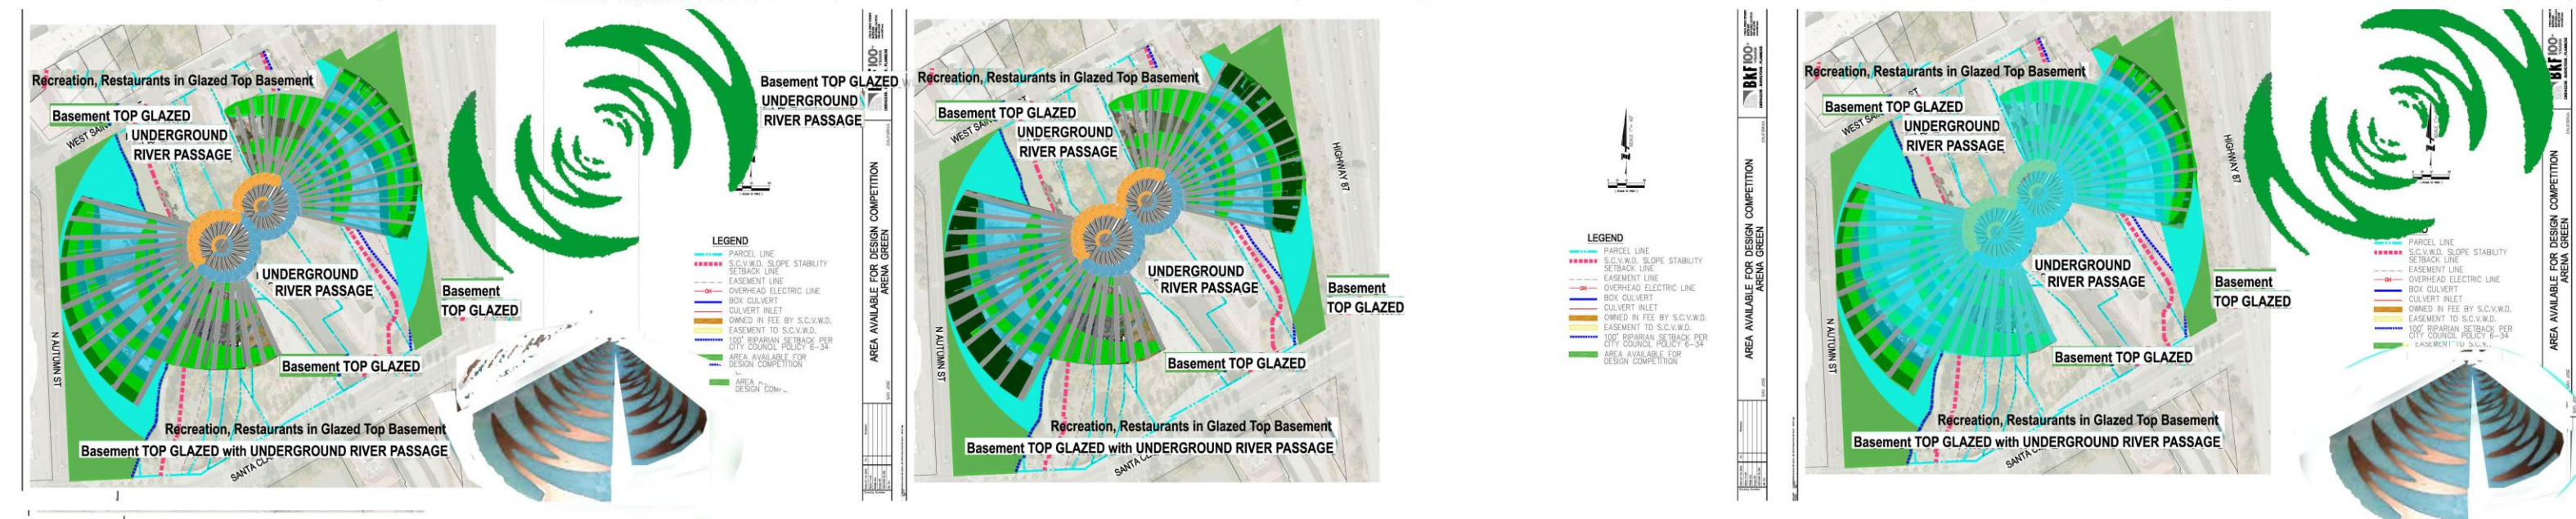 Recreation, Restaurants in Glazed Top Basement
Basement TOP GLAZED
UNDERGROUND
RIVER PASSAGE
UNDERGROUND
RIVER PASSAGE
Basement
TOP GLAZED
N AUTUMN ST
Basement TOP GLAZED
Recreation, Restaurants in Glazed Top Basement
Basement TOP GLAZED with UNDERGROUND RIVER PASSAGE
Basement TOP GLAZED
UNDERGROUND
RIVER PASSAGE
LEGEND
PARCEL LINE
S.C.V.W.D. SLOPE STABILITY
SETBACK LINE
EASEMENT LINE
OVERHEAD ELECTRIC LINE
BOX CULVERT
CULVERT INLET
OWNED IN FEE BY S.C.V.W.D.
EASEMENT TO S.C.V.W.D.
100' RIPARIAN SETBACK PER
CITY COUNCIL POLICY 6-34
AREA AVAILABLE FOR
DESIGN COMPETITION
AREA
DESIGN
AREA AVAILABLE FOR DESIGN COMPETITION
ARENA GREEN
Recreation, Restaurants in Glazed Top Basement
Basement TOP GLAZED
UNDERGROUND
RIVER PASSAGE
HIGHWAY 87
UNDERGROUND
RIVER PASSAGE
Basement
TOP GLAZED
N AUTUMN ST
Basement TOP GLAZED
Recreation, Restaurants in Glazed Top Basement
Basement TOP GLAZED with UNDERGROUND RIVER PASSAGE
LEGEND
PARCEL LINE
S.C.V.W.D. SLOPE STABILITY
SETBACK LINE
EASEMENT LINE
OVERHEAD ELECTRIC LINE
BOX CULVERT
CULVERT INLET
OWNED IN FEE BY S.C.V.W.D.
EASEMENT TO S.C.V.W.D.
100' RIPARIAN SETBACK PER
CITY COUNCIL POLICY 6-34
AREA AVAILABLE FOR
DESIGN COMPETITION
BKF100+
AREA AVAILABLE FOR DESIGN COMPETITION
ARENA GREEN
Recreation, Restaurants in Glazed Top Basement
Basement TOP GLAZED
UNDERGROUND
RIVER PASSAGE
HIGHWAY 87
UNDERGROUND
RIVER PASSAGE
Basement
TOP GLAZED
N AUTUMN ST
Basement TOP GLAZED
Recreation, Restaurants in Glazed Top Basement
Basement TOP GLAZED with UNDERGROUND RIVER PASSAGE
PARCEL LINE
S.C.V.W.D. SLOPE STABILITY
SETBACK LINE
EASEMENT LINE
OVERHEAD ELECTRIC LINE
BOX CULVERT
CULVERT INLET
OWNED IN FEE BY S.C.V.W.D.
EASEMENT TO S.C.V.W.D.
100' RIPARIAN SETBACK PER
CITY COUNCIL POLICY 6-34
BKF100+
AREA AVAILABLE FOR DESIGN COMPETITION
ARENA GREEN